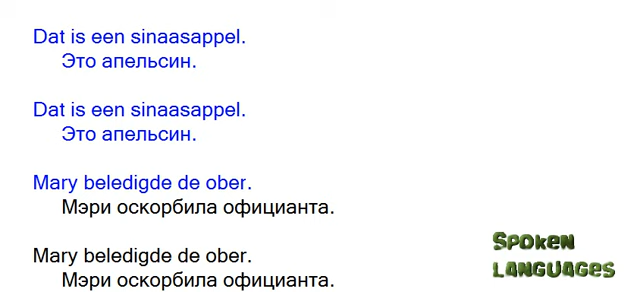 Dat is een sinaasappel.
Это апельсин.
Dat is een sinaasappel.
Это апельсин.
Mary beledigde de ober.
Мэри оскорбила официанта.
Mary beledigde de ober.
Мэри оскорбила официанта.
SPOKEN
LANGUAGES